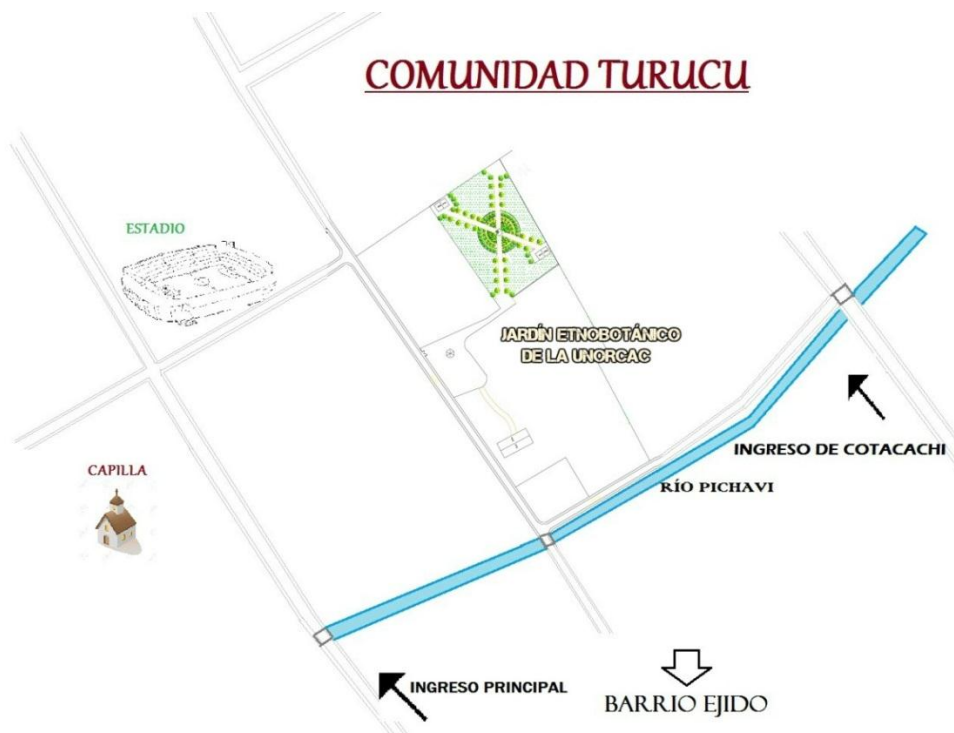 COMUNIDAD TURUCU
ESTADIO
JARDÍN ETNOBOTÁNICO
DE LA UNORCAC
INGRESO DE COTACACHI
CAPILLA
RÍO PICHAVI
INGRESO PRINCIPAL
BARRIO EJIDO